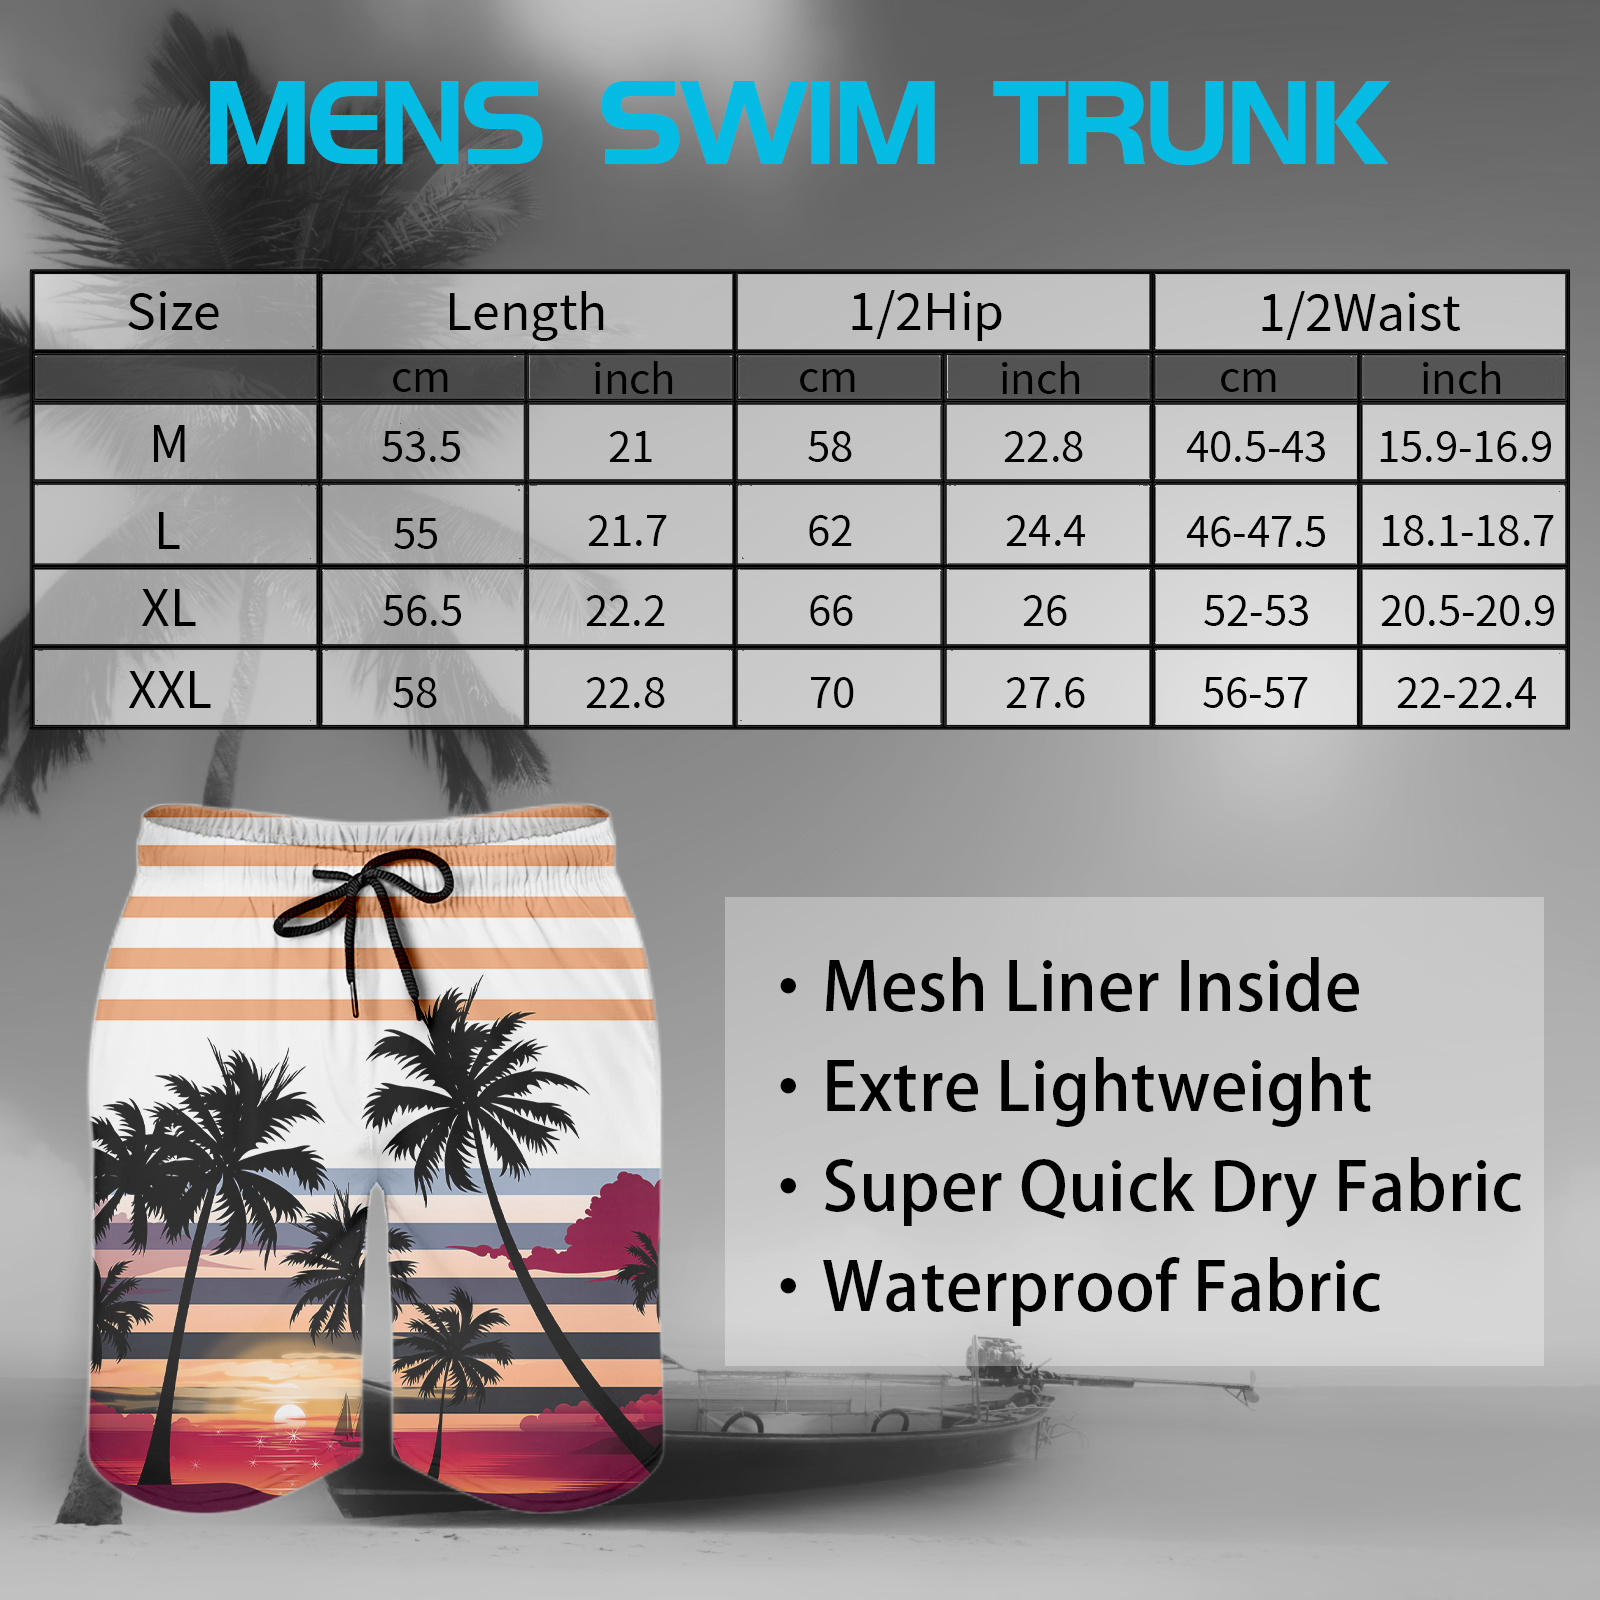 MENS SWIM TRUNK
Size Length 1/2Hip 1/2Waist
cm inch cm inch cm inch
M 53.5 21 58 22.8 40.5-43 15.9-16.9
L 55 21.7 62 24.4 46-47.5 18.1-18.7
XL 56.5 22.2 66 26 52-53 20.5-20.9
XXL 58 22.8 70 27.6 56-57 22-22.4
• Mesh Liner Inside
• Extre Lightweight
• Super Quick Dry Fabric
• Waterproof Fabric